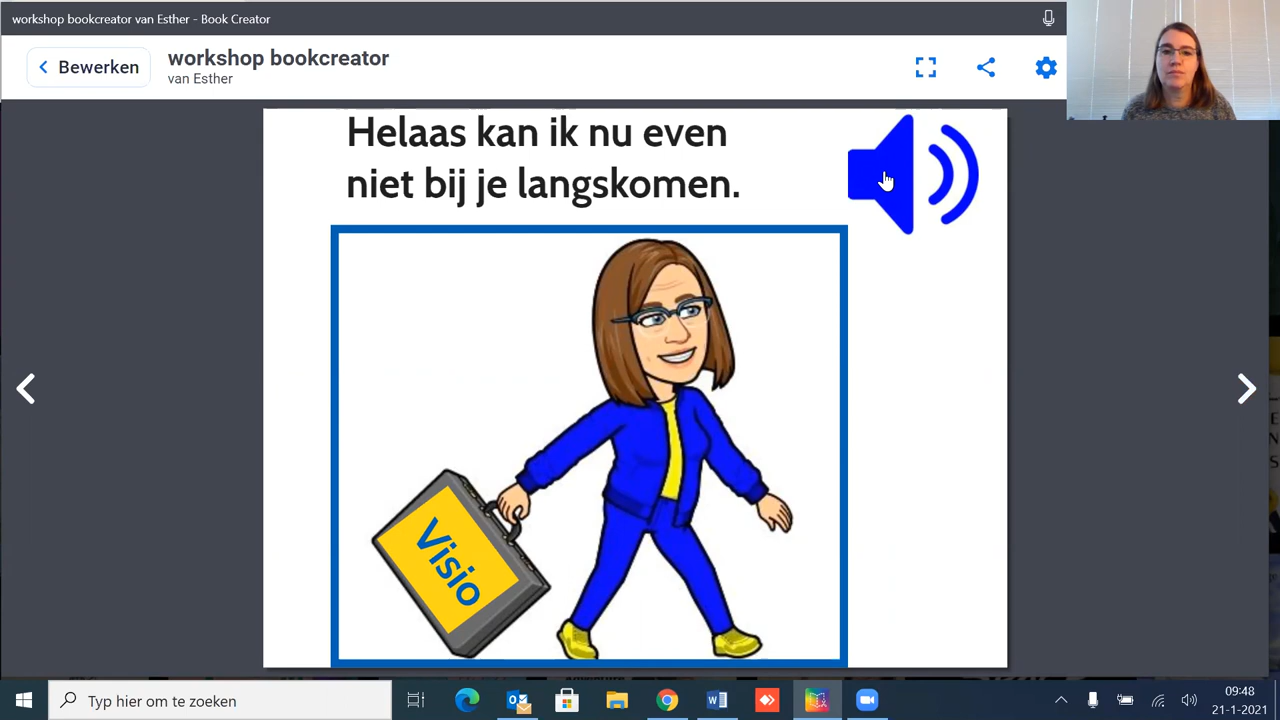 workshop bookcreator van Esther - Book Creator
Bewerken
workshop bookcreator
van Esther
Helaas kan ik nu even
niet bij je langskomen.
Visio
Typ hier om te zoeken
09:48
21-1-2021